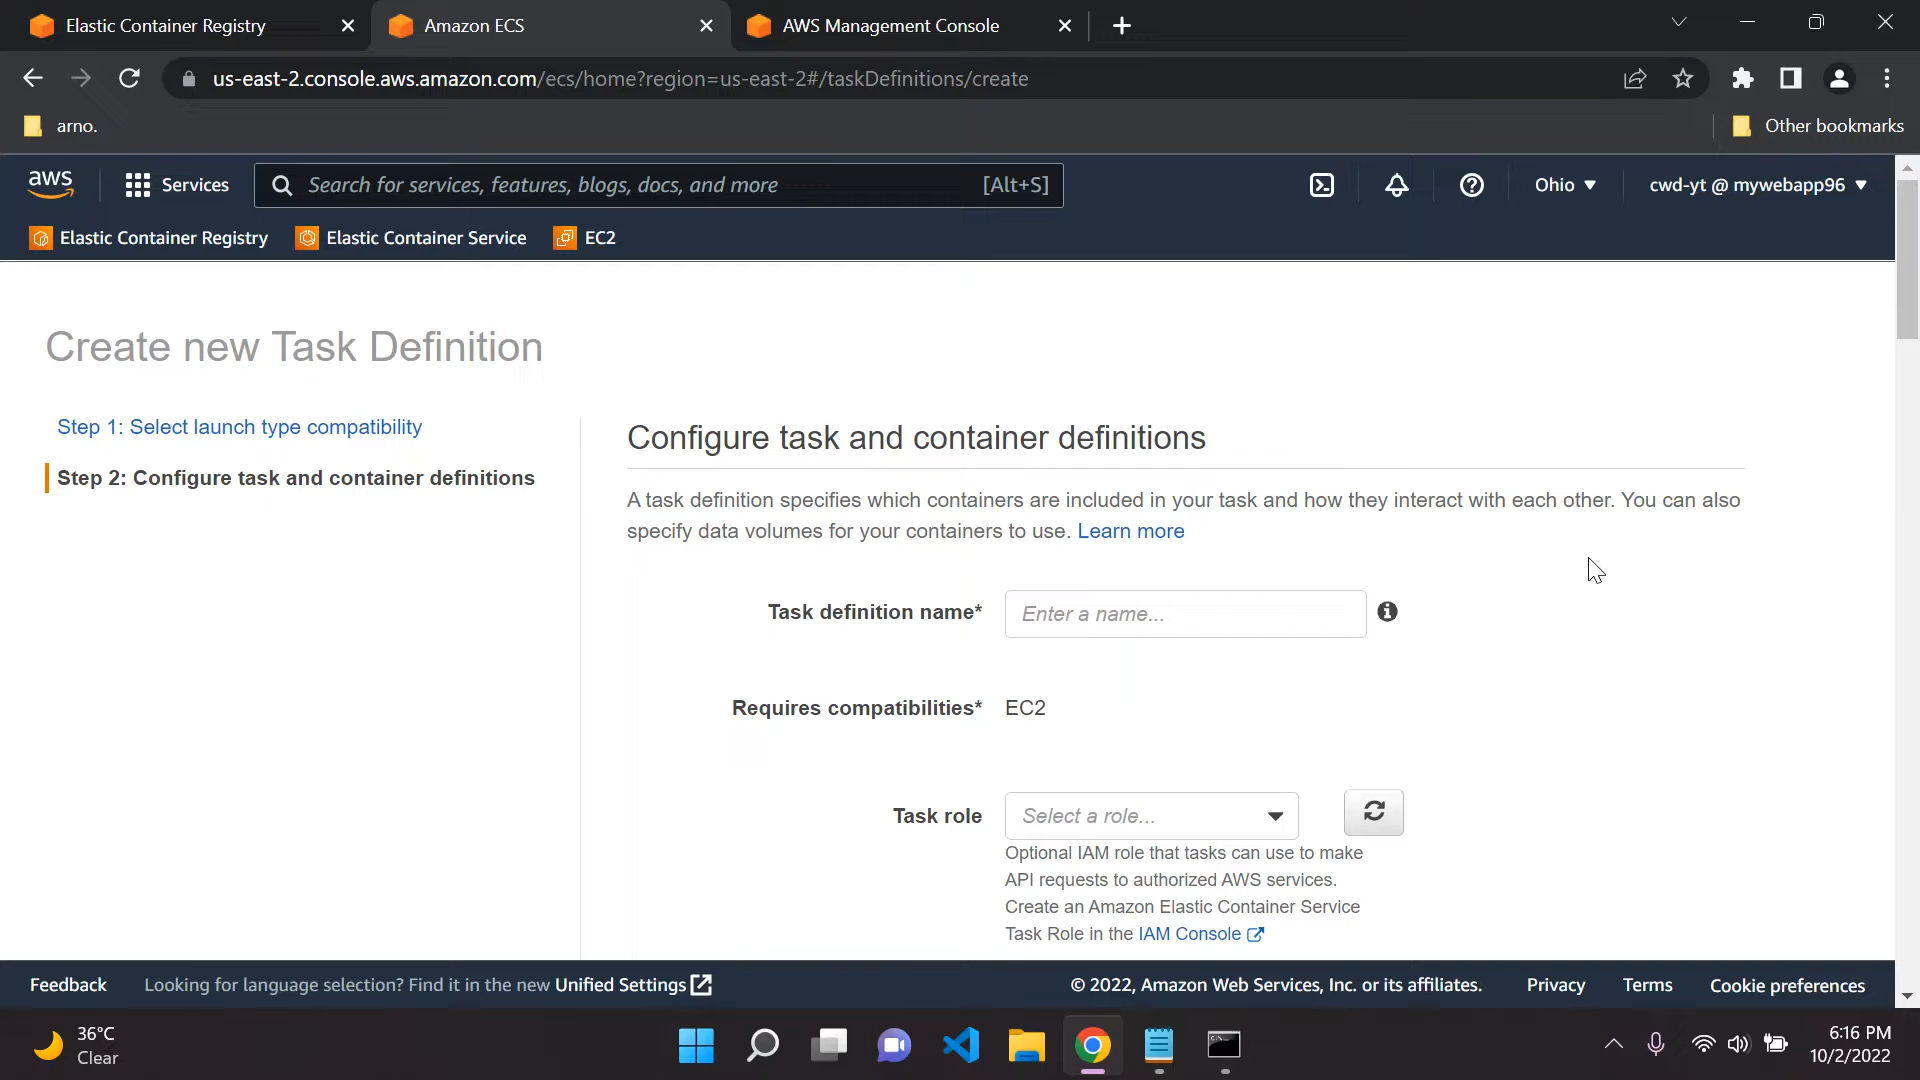 Elastic Container Registry
Amazon ECS
AWS Management Console
us-east-2.console.aws.amazon.com/ecs/home?region=us-east-2#/taskDefinitions/create
arno.
Other bookmarks
aws
Services
Search for services, features, blogs, docs, and more
[Alt+S]
Ohio
cwd-yt @ mywebapp96
Elastic Container Registry
Elastic Container Service
EC2
Create new Task Definition
Step 1: Select launch type compatibility
Step 2: Configure task and container definitions
Configure task and container definitions
A task definition specifies which containers are included in your task and how they interact with each other. You can also
specify data volumes for your containers to use. Learn more
Task definition name*
Enter a name...
Requires compatibilities*
EC2
Task role
Select a role...
Optional IAM role that tasks can use to make
API requests to authorized AWS services.
Create an Amazon Elastic Container Service
Task Role in the IAM Console
Feedback
Looking for language selection? Find it in the new Unified Settings
© 2022, Amazon Web Services, Inc. or its affiliates.
Privacy
Terms
Cookie preferences
36°C
Clear
6:16 PM
10/2/2022